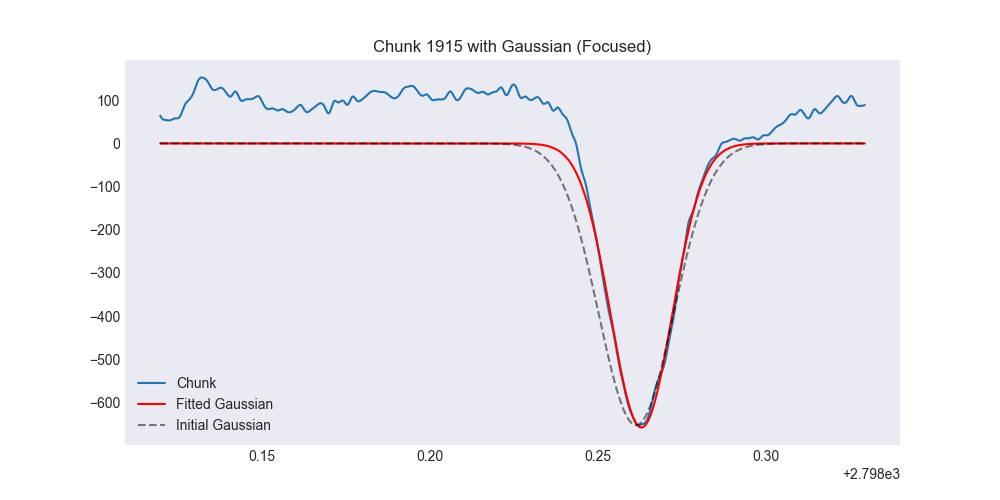 Chunk 1915 with Gaussian (Focused)
100
0
−100
−200
−300
−400
−500
−600
Chunk
Fitted Gaussian
Initial Gaussian
0.15 0.20 0.25 0.30
+2.798e3